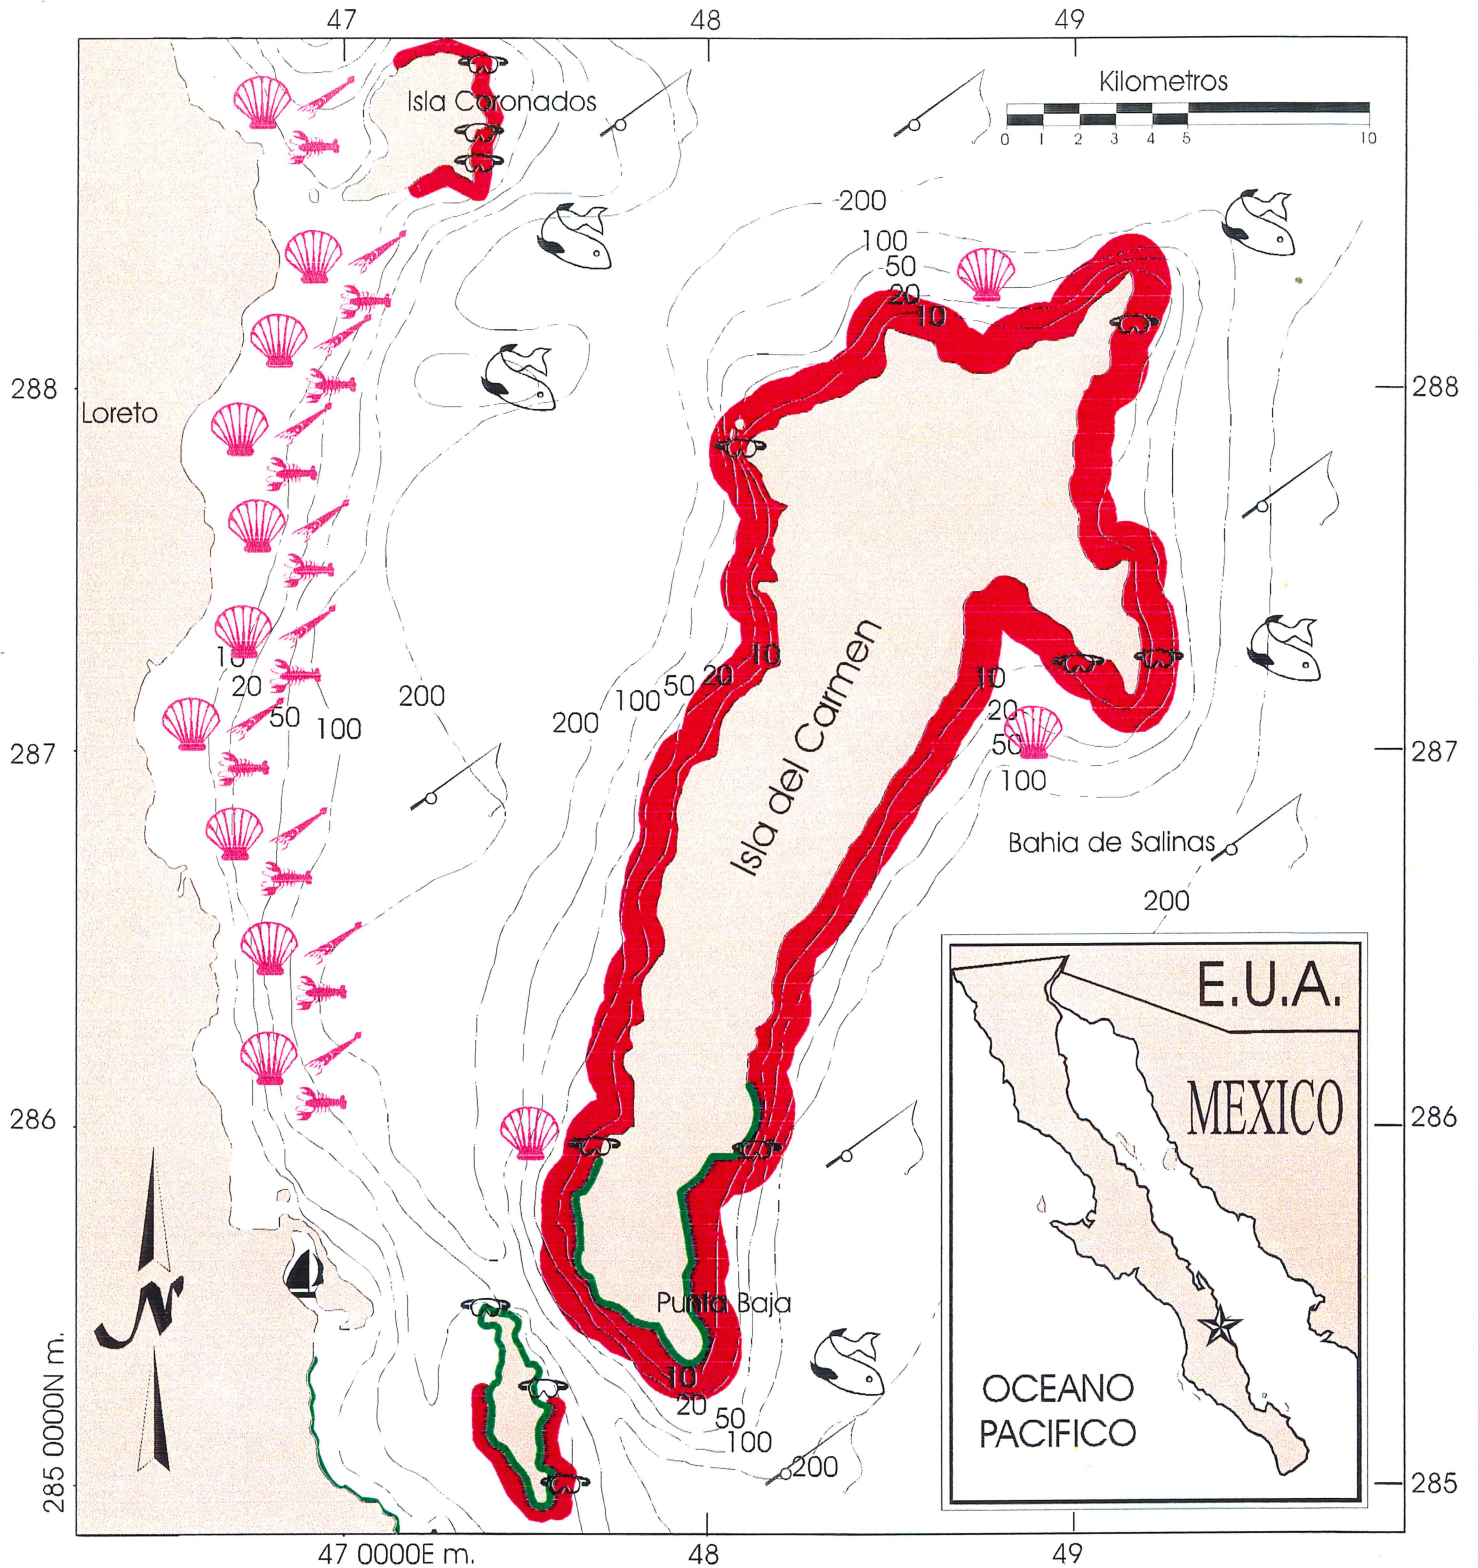 47 48 49
Kilometros
0 1 2 3 4 5 10
Isla Coronados
-200
100
-50
20
10
288 288
Loreto
10
20
50
100
200
200
100
50
20
10
Isla del Carmen
10
20
50
100
287 287
Bahia de Salinas
200
E.U.A.
MEXICO
OCEANO
PACIFICO
286 286
N
Punta Baja
10
20
50
100
200
285 0000N m. 285
47 0000E m. 48 49